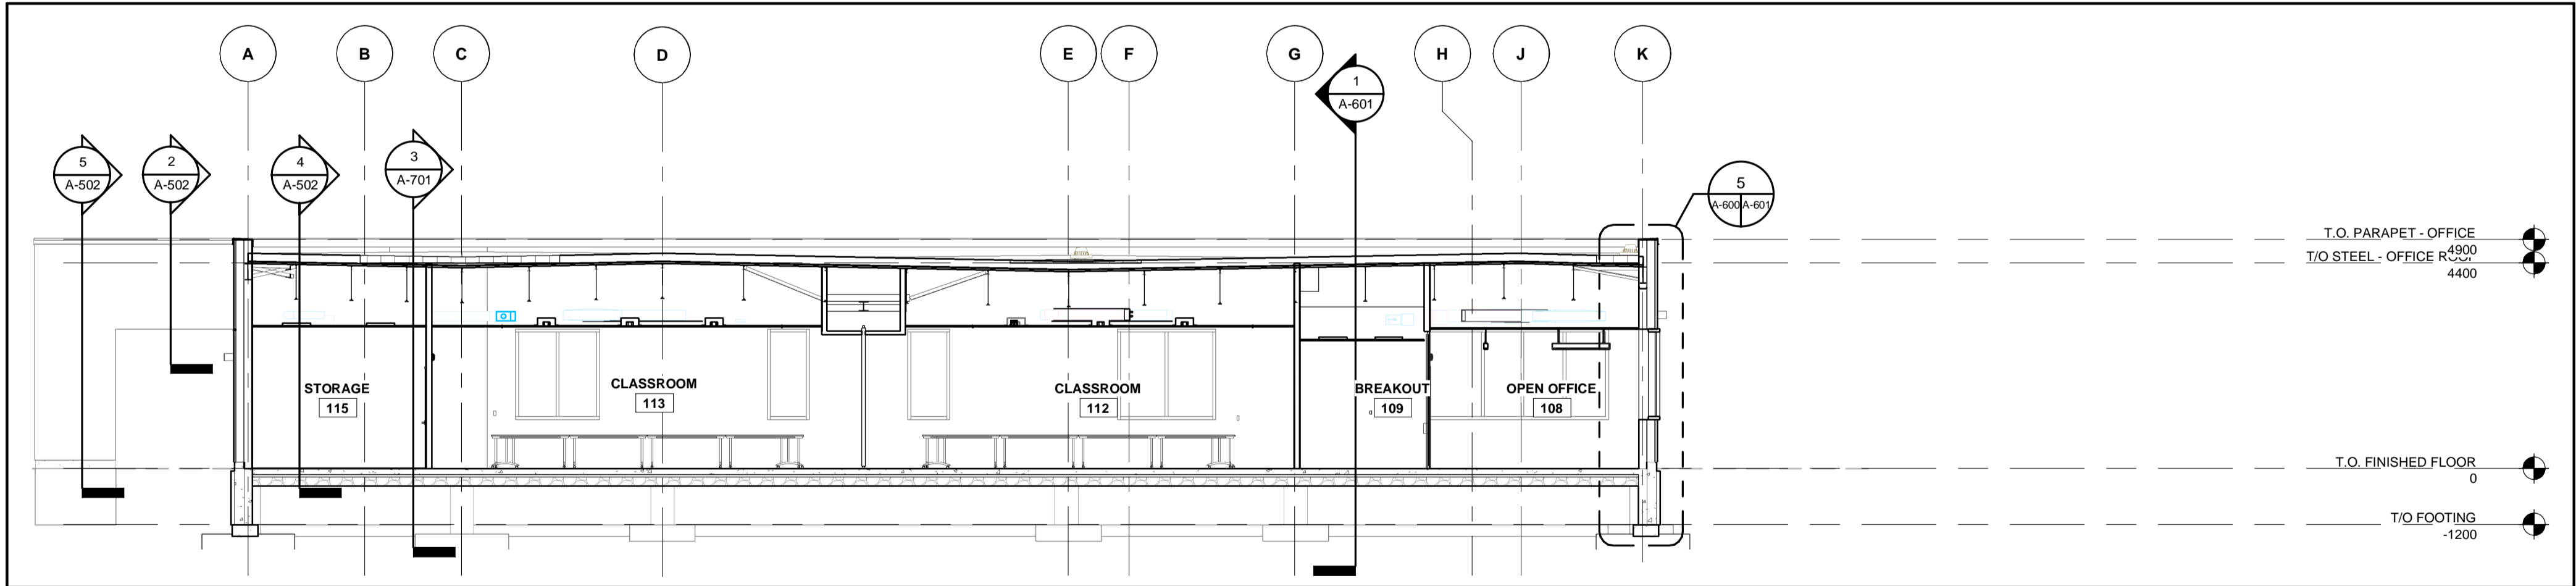 A
B
C
D
E
F
G
H
J
K
1
A-601
5
A-502
2
A-502
4
A-502
3
A-701
5
A-600 A-601
T.O. PARAPET - OFFICE
4900
T/O STEEL - OFFICE ROOF
4400
STORAGE
115
CLASSROOM
113
CLASSROOM
112
BREAKOUT
109
OPEN OFFICE
108
T.O. FINISHED FLOOR
0
T/O FOOTING
-1200